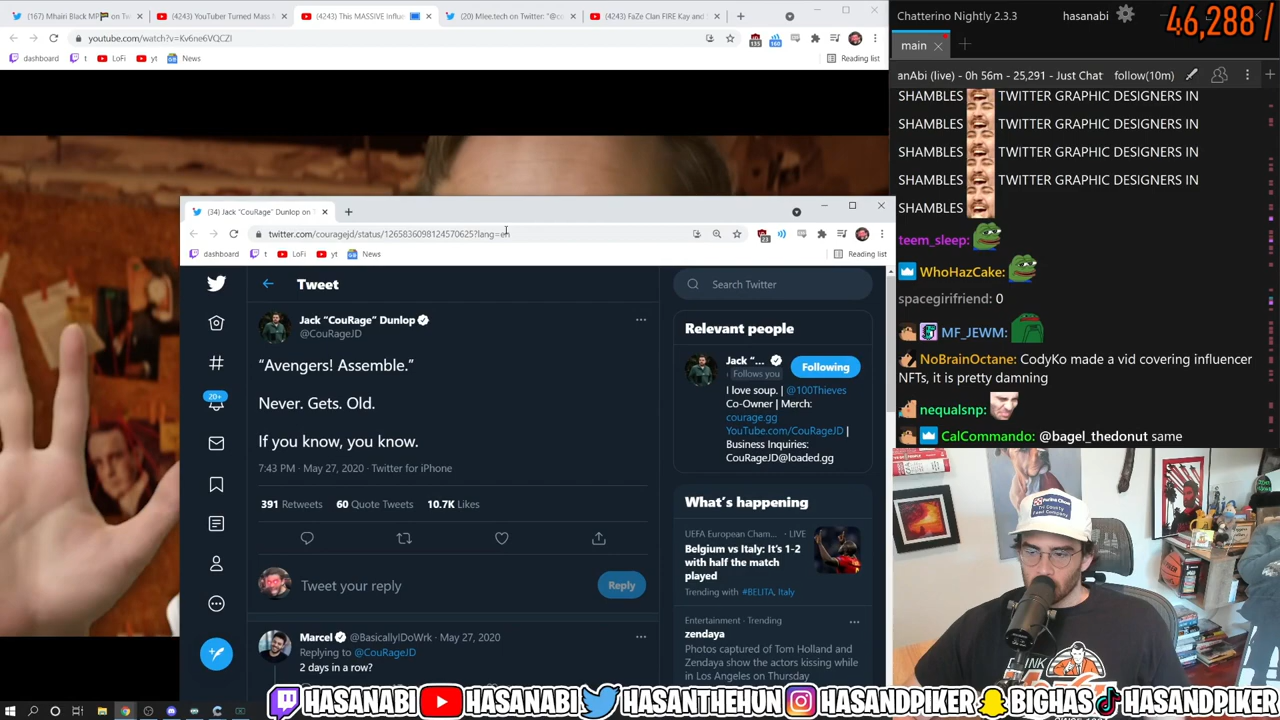 (167) Mhairi Black MP
(4243) YouTuber Turned Mass M
(4243) This MASSIVE Influe
(20) Mlee.tech on Twitter: "@c
(4243) FaZe Clan FIRE Kay and
youtube.com/watch?v=Kv6ne6VQCZI
135
160
dashboard
t
LoFi
yt
News
Reading list
Chatterino Nightly 2.3.3
hasanabi
46,288 /
main
anAbi (live) - 0h 56m - 25,291 - Just Chat
follow(10m)
SHAMBLES TWITTER GRAPHIC DESIGNERS IN
SHAMBLES TWITTER GRAPHIC DESIGNERS IN
SHAMBLES TWITTER GRAPHIC DESIGNERS IN
SHAMBLES TWITTER GRAPHIC DESIGNERS IN
SHAMBLES
teem_sleep:
WhoHazCake:
spacegirifriend: 0
MF_JEWM:
NoBrainOctane: CodyKo made a vid covering influencer
NFTs, it is pretty damning
nequalsnp:
CalCommando: @bagel_thedonut same
(34) Jack "CouRage" Dunlop on T
twitter.com/couragejd/status/1265836098124570625?lang=en
23
dashboard
t
LoFi
yt
News
Reading list
Tweet
Search Twitter
Jack "CouRage" Dunlop
@CouRageJD
“Avengers! Assemble.”
Never. Gets. Old.
If you know, you know.
7:43 PM · May 27, 2020 · Twitter for iPhone
391 Retweets 60 Quote Tweets 10.7K Likes
20+
Tweet your reply
Reply
Marcel @BasicallyIDoWrk · May 27, 2020
Replying to @CouRageJD
2 days in a row?
Relevant people
Jack "...
Follows you
Following
I love soup. | @100Thieves
Co-Owner | Merch:
courage.gg
YouTube.com/CouRageJD |
Business Inquiries:
CouRageJD@loaded.gg
What's happening
UEFA European Cham... · LIVE
Belgium vs Italy: It's 1-2
with half the match
played
Trending with #BELITA, Italy
Entertainment · Trending
zendaya
Photos captured of Tom Holland and
Zendaya show the actors kissing while
in Los Angeles on Thursday
HASANABI HASANABI HASANTHEHUN HASANDPIKER BIGHAS HASANDPIKER